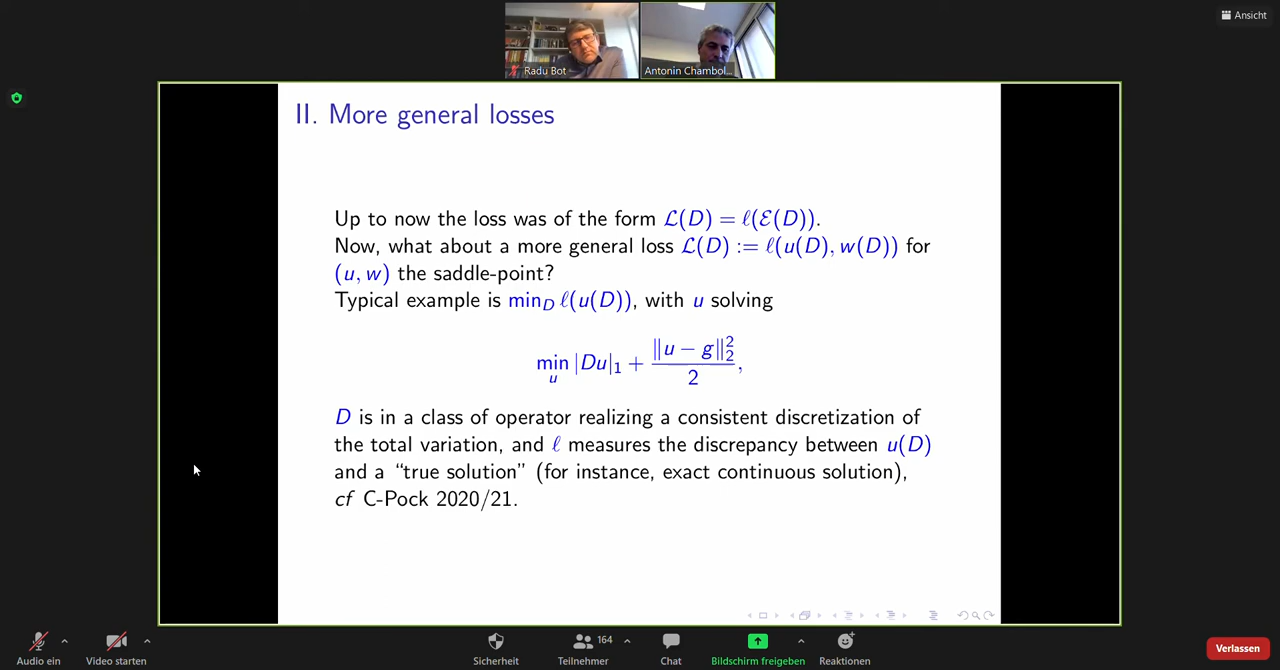 Ansicht
Radu Bot
Antonin Chambol...
II. More general losses
Up to now the loss was of the form ℒ(D) = ℓ(ℰ(D)).
Now, what about a more general loss ℒ(D) := ℓ(u(D), w(D)) for
(u, w) the saddle-point?
Typical example is min_D ℓ(u(D)), with u solving
min_u |Du|₁ + ‖u − g‖₂² / 2,
D is in a class of operator realizing a consistent discretization of
the total variation, and ℓ measures the discrepancy between u(D)
and a “true solution” (for instance, exact continuous solution),
cf C-Pock 2020/21.
Audio ein
Video starten
Sicherheit
164
Teilnehmer
Chat
Bildschirm freigeben
Reaktionen
Verlassen